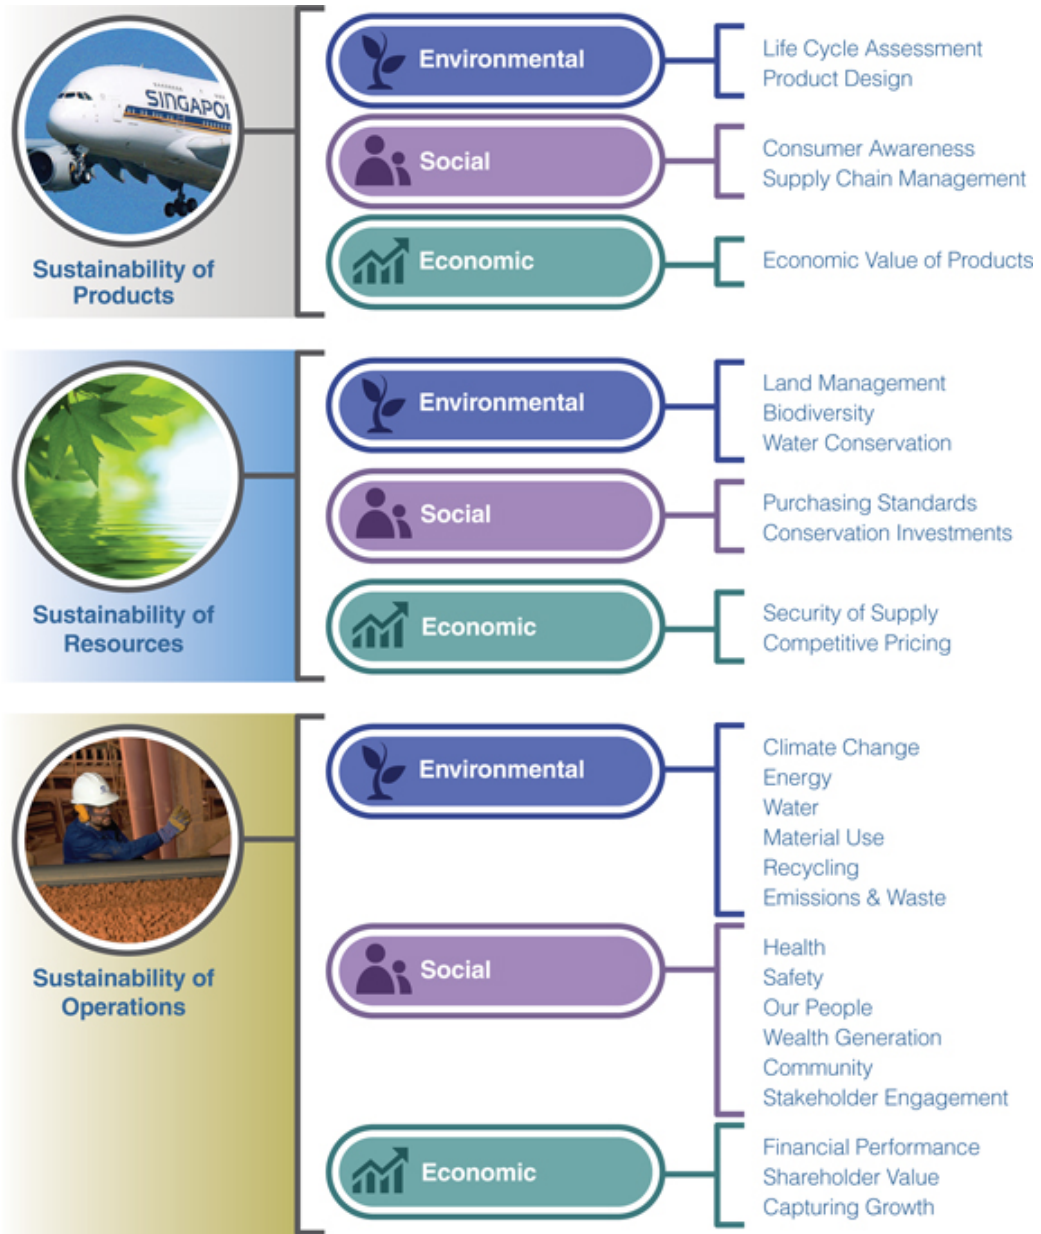 SINGAPO
Sustainability of
Products
Environmental
Life Cycle Assessment
Product Design
Social
Consumer Awareness
Supply Chain Management
Economic
Economic Value of Products
Sustainability of
Resources
Environmental
Land Management
Biodiversity
Water Conservation
Social
Purchasing Standards
Conservation Investments
Economic
Security of Supply
Competitive Pricing
Sustainability of
Operations
Environmental
Climate Change
Energy
Water
Material Use
Recycling
Emissions & Waste
Social
Health
Safety
Our People
Wealth Generation
Community
Stakeholder Engagement
Economic
Financial Performance
Shareholder Value
Capturing Growth